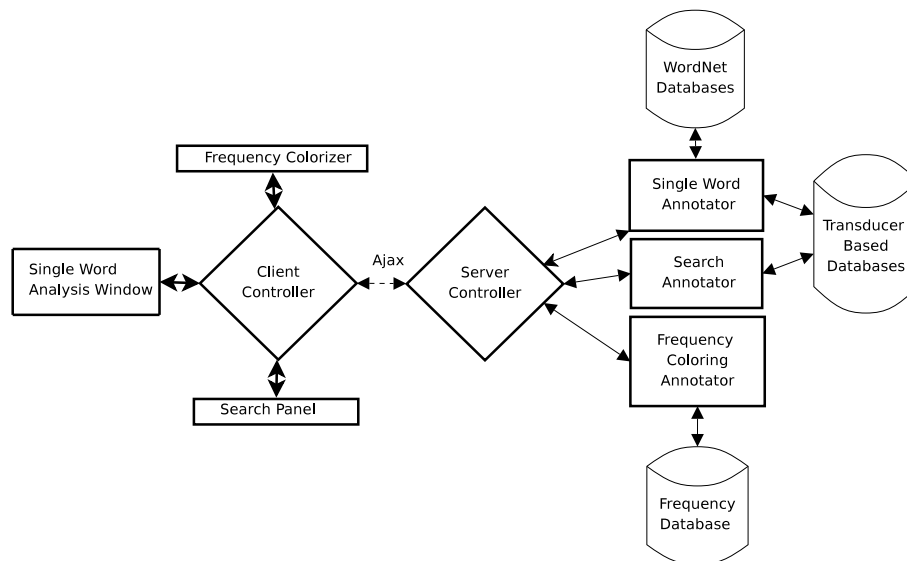 WordNet
Databases
Frequency Colorizer
Single Word
Annotator
Transducer
Based
Databases
Ajax
Single Word
Analysis Window
Client
Controller
Server
Controller
Search
Annotator
Frequency
Coloring
Annotator
Search Panel
Frequency
Database